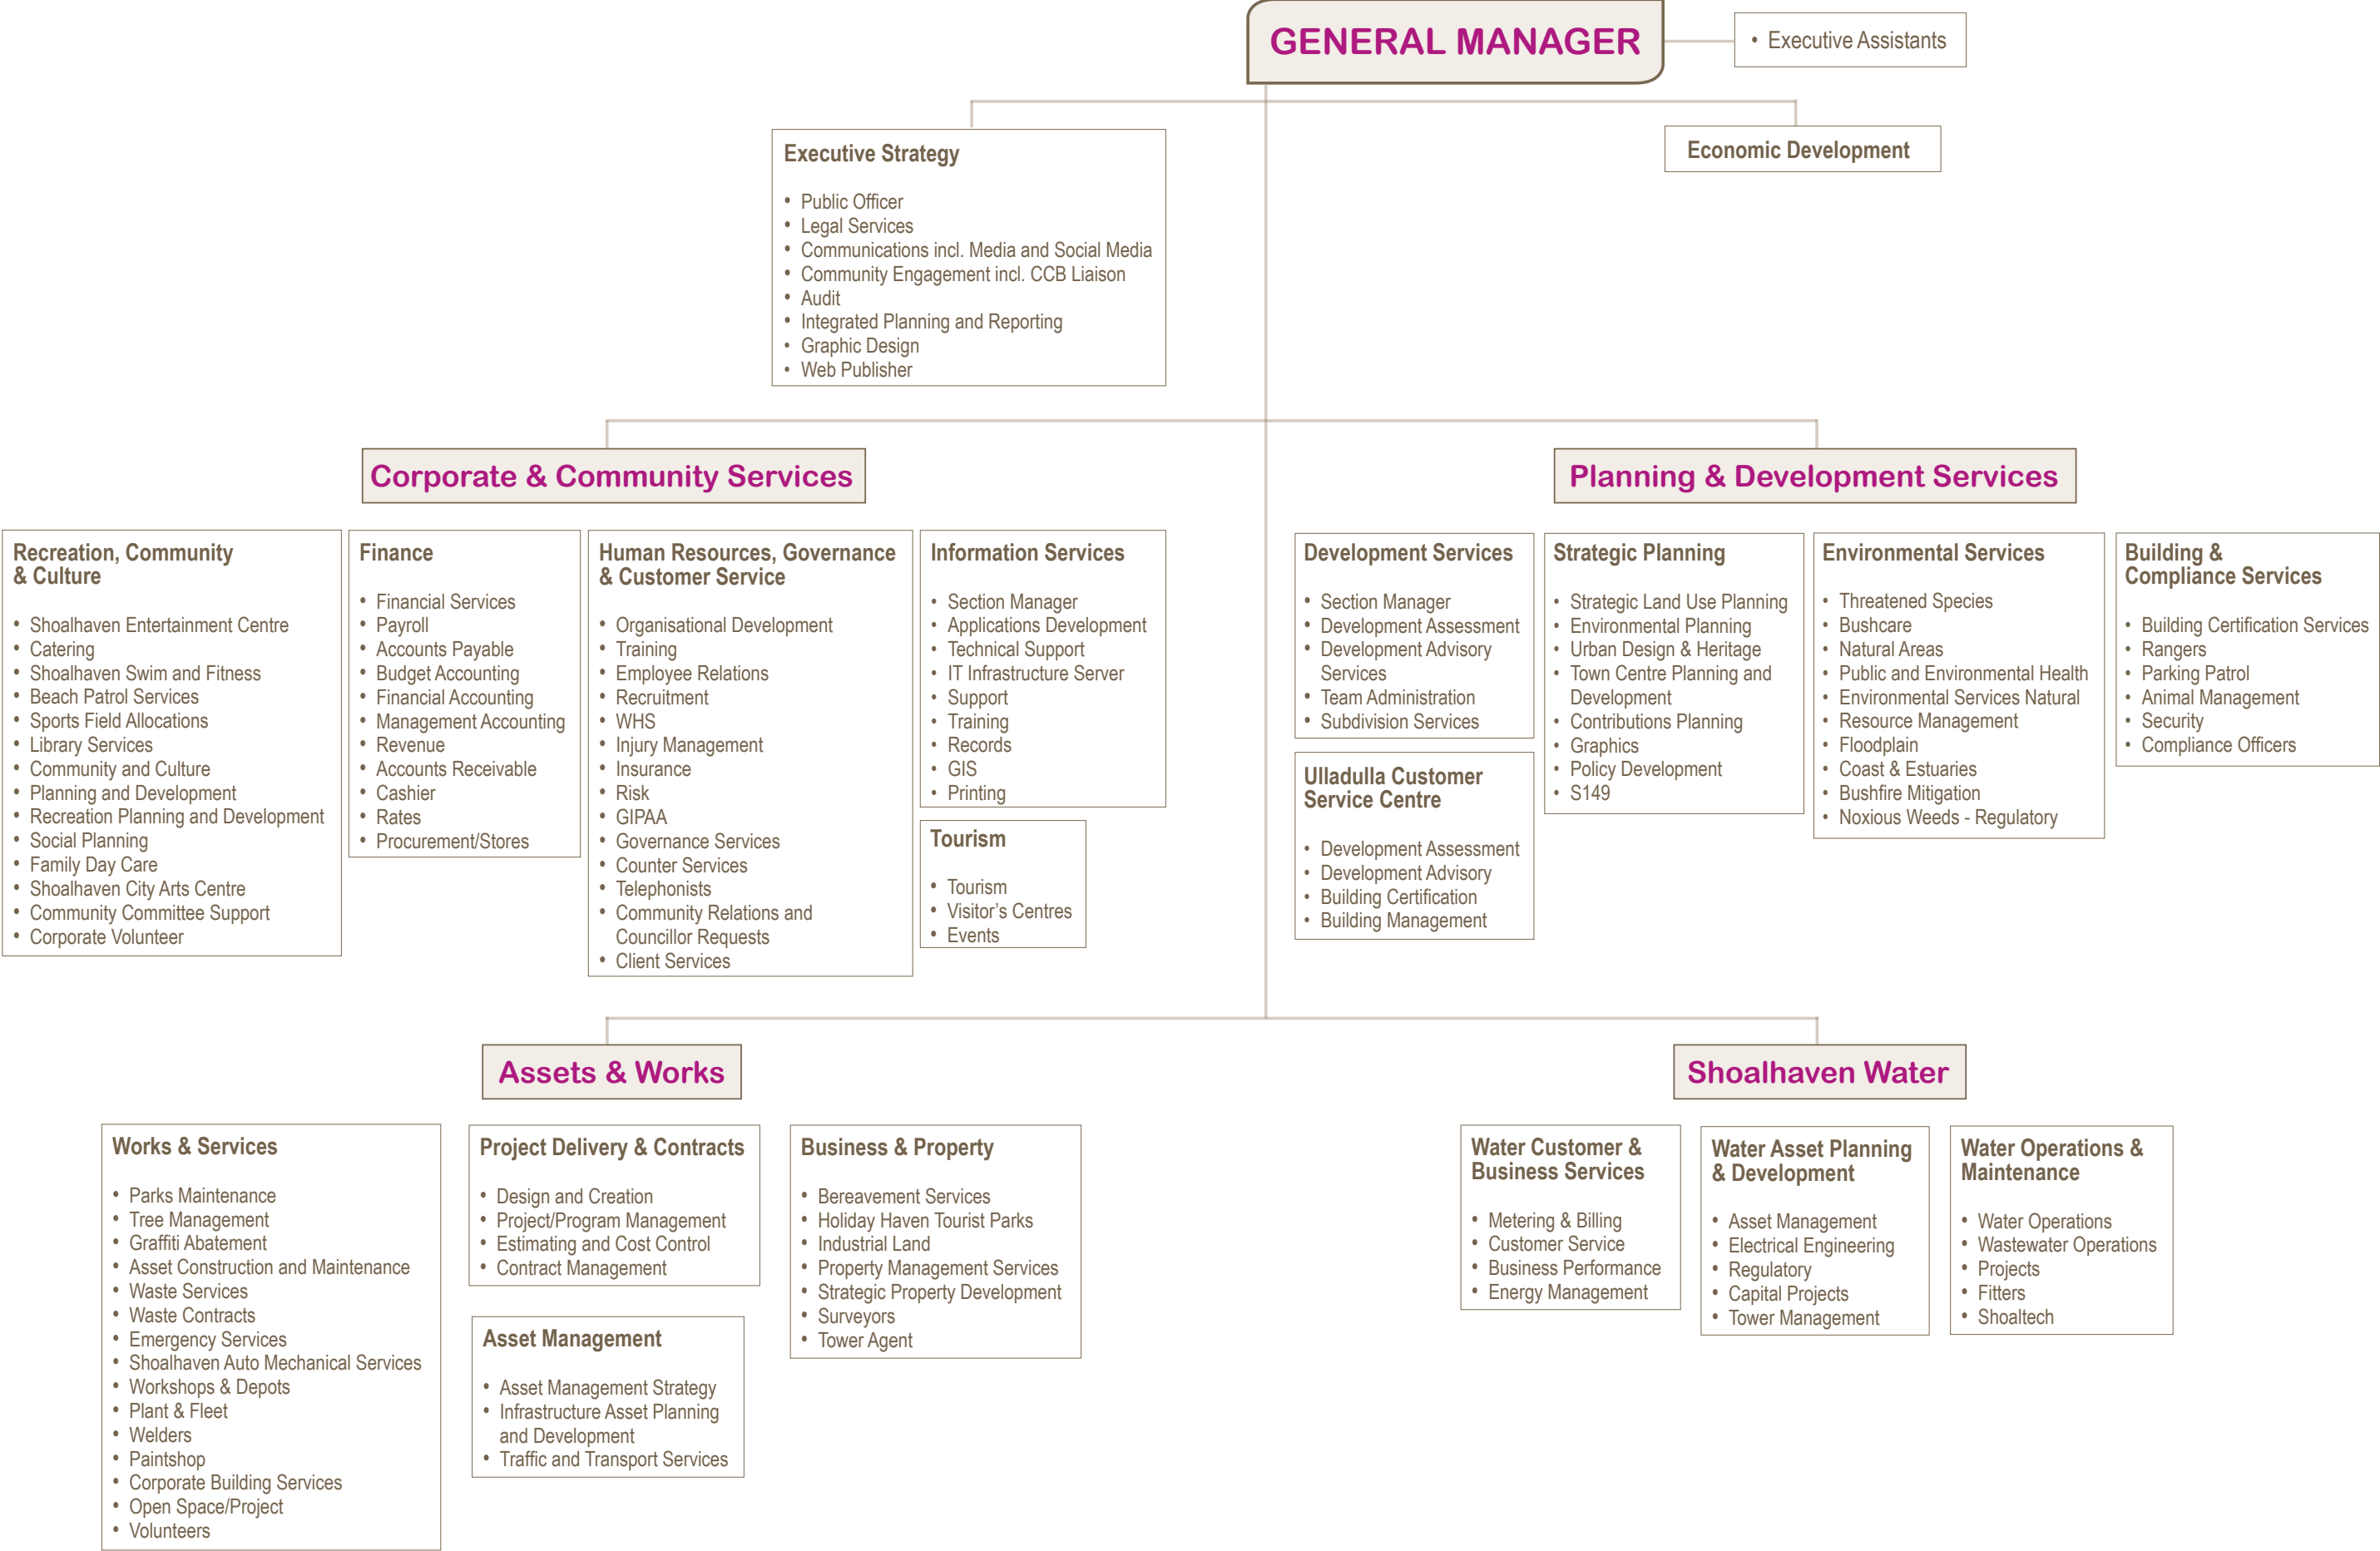 GENERAL MANAGER
• Executive Assistants
Executive Strategy
• Public Officer
• Legal Services
• Communications incl. Media and Social Media
• Community Engagement incl. CCB Liaison
• Audit
• Integrated Planning and Reporting
• Graphic Design
• Web Publisher
Economic Development
Corporate & Community Services
Recreation, Community
& Culture
• Shoalhaven Entertainment Centre
• Catering
• Shoalhaven Swim and Fitness
• Beach Patrol Services
• Sports Field Allocations
• Library Services
• Community and Culture
• Planning and Development
• Recreation Planning and Development
• Social Planning
• Family Day Care
• Shoalhaven City Arts Centre
• Community Committee Support
• Corporate Volunteer
Finance
• Financial Services
• Payroll
• Accounts Payable
• Budget Accounting
• Financial Accounting
• Management Accounting
• Revenue
• Accounts Receivable
• Cashier
• Rates
• Procurement/Stores
Human Resources, Governance
& Customer Service
• Organisational Development
• Training
• Employee Relations
• Recruitment
• WHS
• Injury Management
• Insurance
• Risk
• GIPAA
• Governance Services
• Counter Services
• Telephonists
• Community Relations and
Councillor Requests
• Client Services
Information Services
• Section Manager
• Applications Development
• Technical Support
• IT Infrastructure Server
• Support
• Training
• Records
• GIS
• Printing
Tourism
• Tourism
• Visitor's Centres
• Events
Planning & Development Services
Development Services
• Section Manager
• Development Assessment
• Development Advisory
Services
• Team Administration
• Subdivision Services
Ulladulla Customer
Service Centre
• Development Assessment
• Development Advisory
• Building Certification
• Building Management
Strategic Planning
• Strategic Land Use Planning
• Environmental Planning
• Urban Design & Heritage
• Town Centre Planning and
Development
• Contributions Planning
• Graphics
• Policy Development
• S149
Environmental Services
• Threatened Species
• Bushcare
• Natural Areas
• Public and Environmental Health
• Environmental Services Natural
• Resource Management
• Floodplain
• Coast & Estuaries
• Bushfire Mitigation
• Noxious Weeds - Regulatory
Building &
Compliance Services
• Building Certification Services
• Rangers
• Parking Patrol
• Animal Management
• Security
• Compliance Officers
Assets & Works
Works & Services
• Parks Maintenance
• Tree Management
• Graffiti Abatement
• Asset Construction and Maintenance
• Waste Services
• Waste Contracts
• Emergency Services
• Shoalhaven Auto Mechanical Services
• Workshops & Depots
• Plant & Fleet
• Welders
• Paintshop
• Corporate Building Services
• Open Space/Project
• Volunteers
Project Delivery & Contracts
• Design and Creation
• Project/Program Management
• Estimating and Cost Control
• Contract Management
Asset Management
• Asset Management Strategy
• Infrastructure Asset Planning
and Development
• Traffic and Transport Services
Business & Property
• Bereavement Services
• Holiday Haven Tourist Parks
• Industrial Land
• Property Management Services
• Strategic Property Development
• Surveyors
• Tower Agent
Shoalhaven Water
Water Customer &
Business Services
• Metering & Billing
• Customer Service
• Business Performance
• Energy Management
Water Asset Planning
& Development
• Asset Management
• Electrical Engineering
• Regulatory
• Capital Projects
• Tower Management
Water Operations &
Maintenance
• Water Operations
• Wastewater Operations
• Projects
• Fitters
• Shoaltech